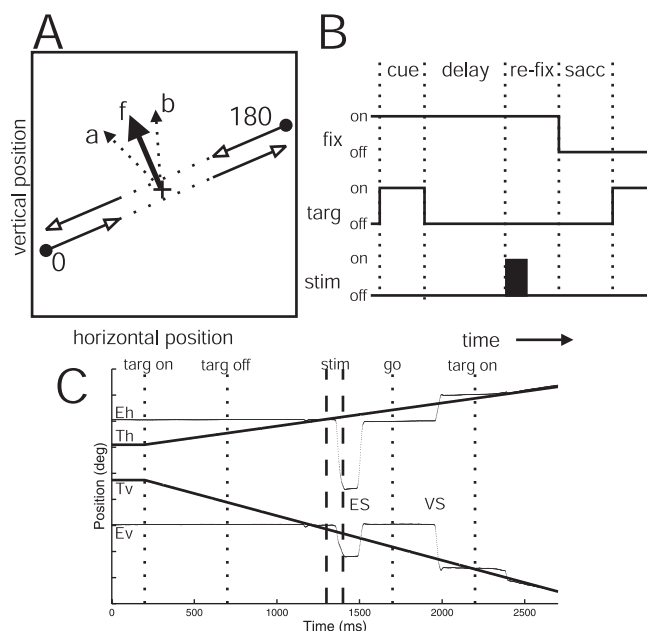 A
B
f
b
a
180
0
vertical position
horizontal position
cue delay re-fix sacc
on
fix
off
on
targ
off
on
stim
off
time
C
targ on targ off stim go targ on
Eh
Th
Tv
Ev
ES VS
Position (deg)
0 500 1000 1500 2000 2500
Time (ms)